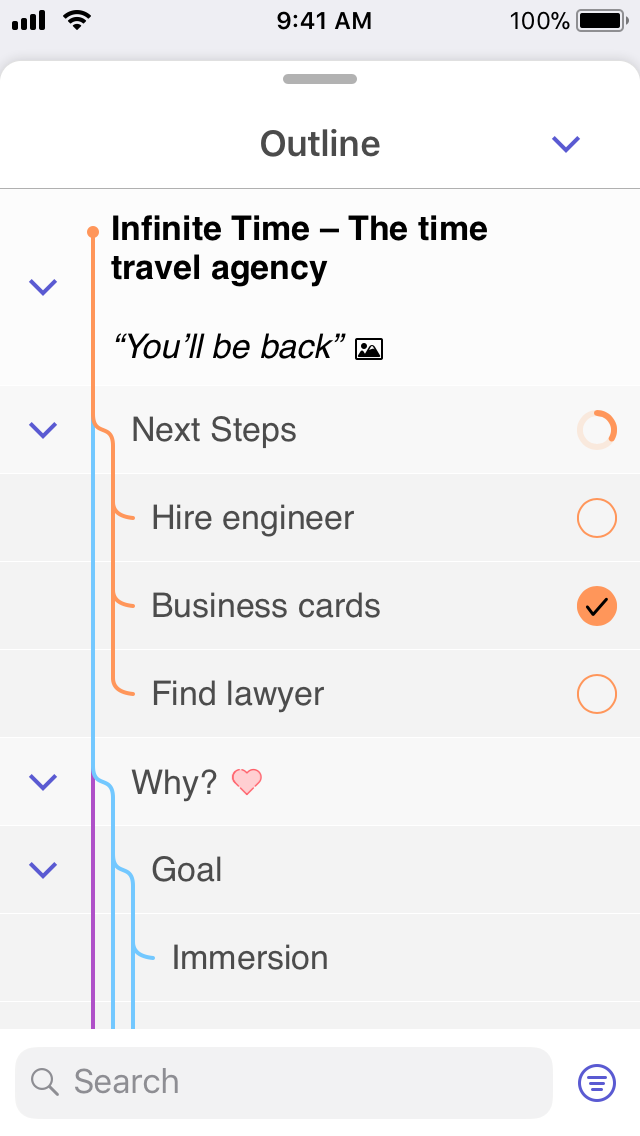 9:41 AM
100%
Outline
Infinite Time – The time
travel agency
“You’ll be back”
Next Steps
Hire engineer
Business cards
Find lawyer
Why?
Goal
Immersion
Search